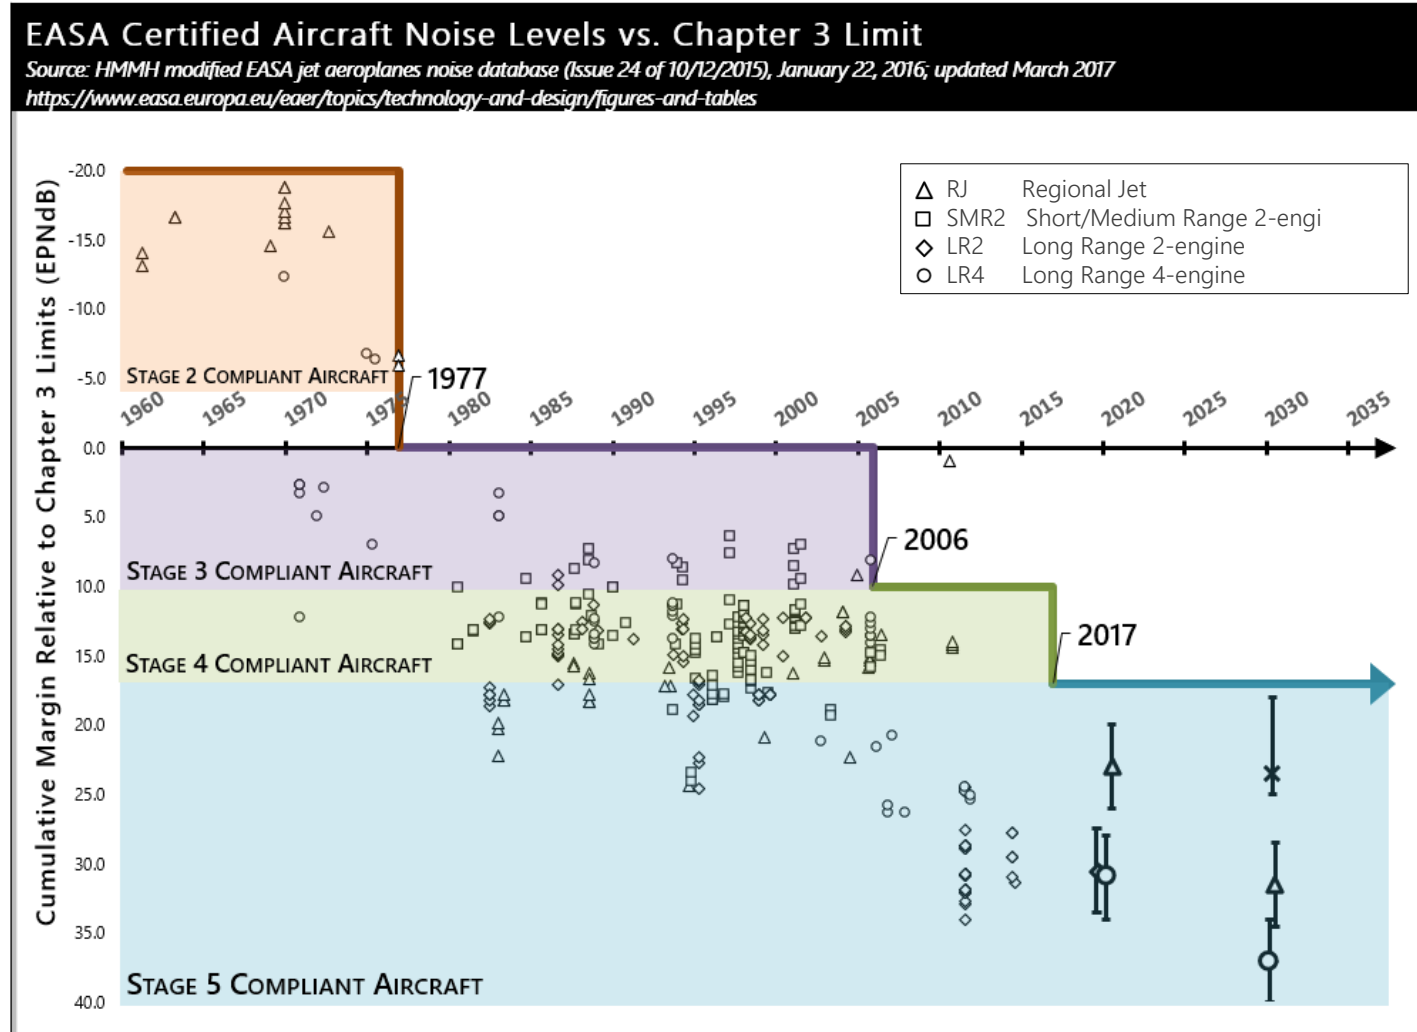 EASA Certified Aircraft Noise Levels vs. Chapter 3 Limit
Source: HMMH modified EASA jet aeroplanes noise database (Issue 24 of 10/12/2015), January 22, 2016; updated March 2017
https://www.easa.europa.eu/eaer/topics/technology-and-design/figures-and-tables
Cumulative Margin Relative to Chapter 3 Limits (EPNdB)
-20.0
-15.0
-10.0
-5.0
0.0
5.0
10.0
15.0
20.0
25.0
30.0
35.0
40.0
RJ Regional Jet
SMR2 Short/Medium Range 2-engi
LR2 Long Range 2-engine
LR4 Long Range 4-engine
STAGE 2 COMPLIANT AIRCRAFT
1977
1960 1965 1970 1975 1980 1985 1990 1995 2000 2005 2010 2015 2020 2025 2030 2035
2006
STAGE 3 COMPLIANT AIRCRAFT
2017
STAGE 4 COMPLIANT AIRCRAFT
STAGE 5 COMPLIANT AIRCRAFT